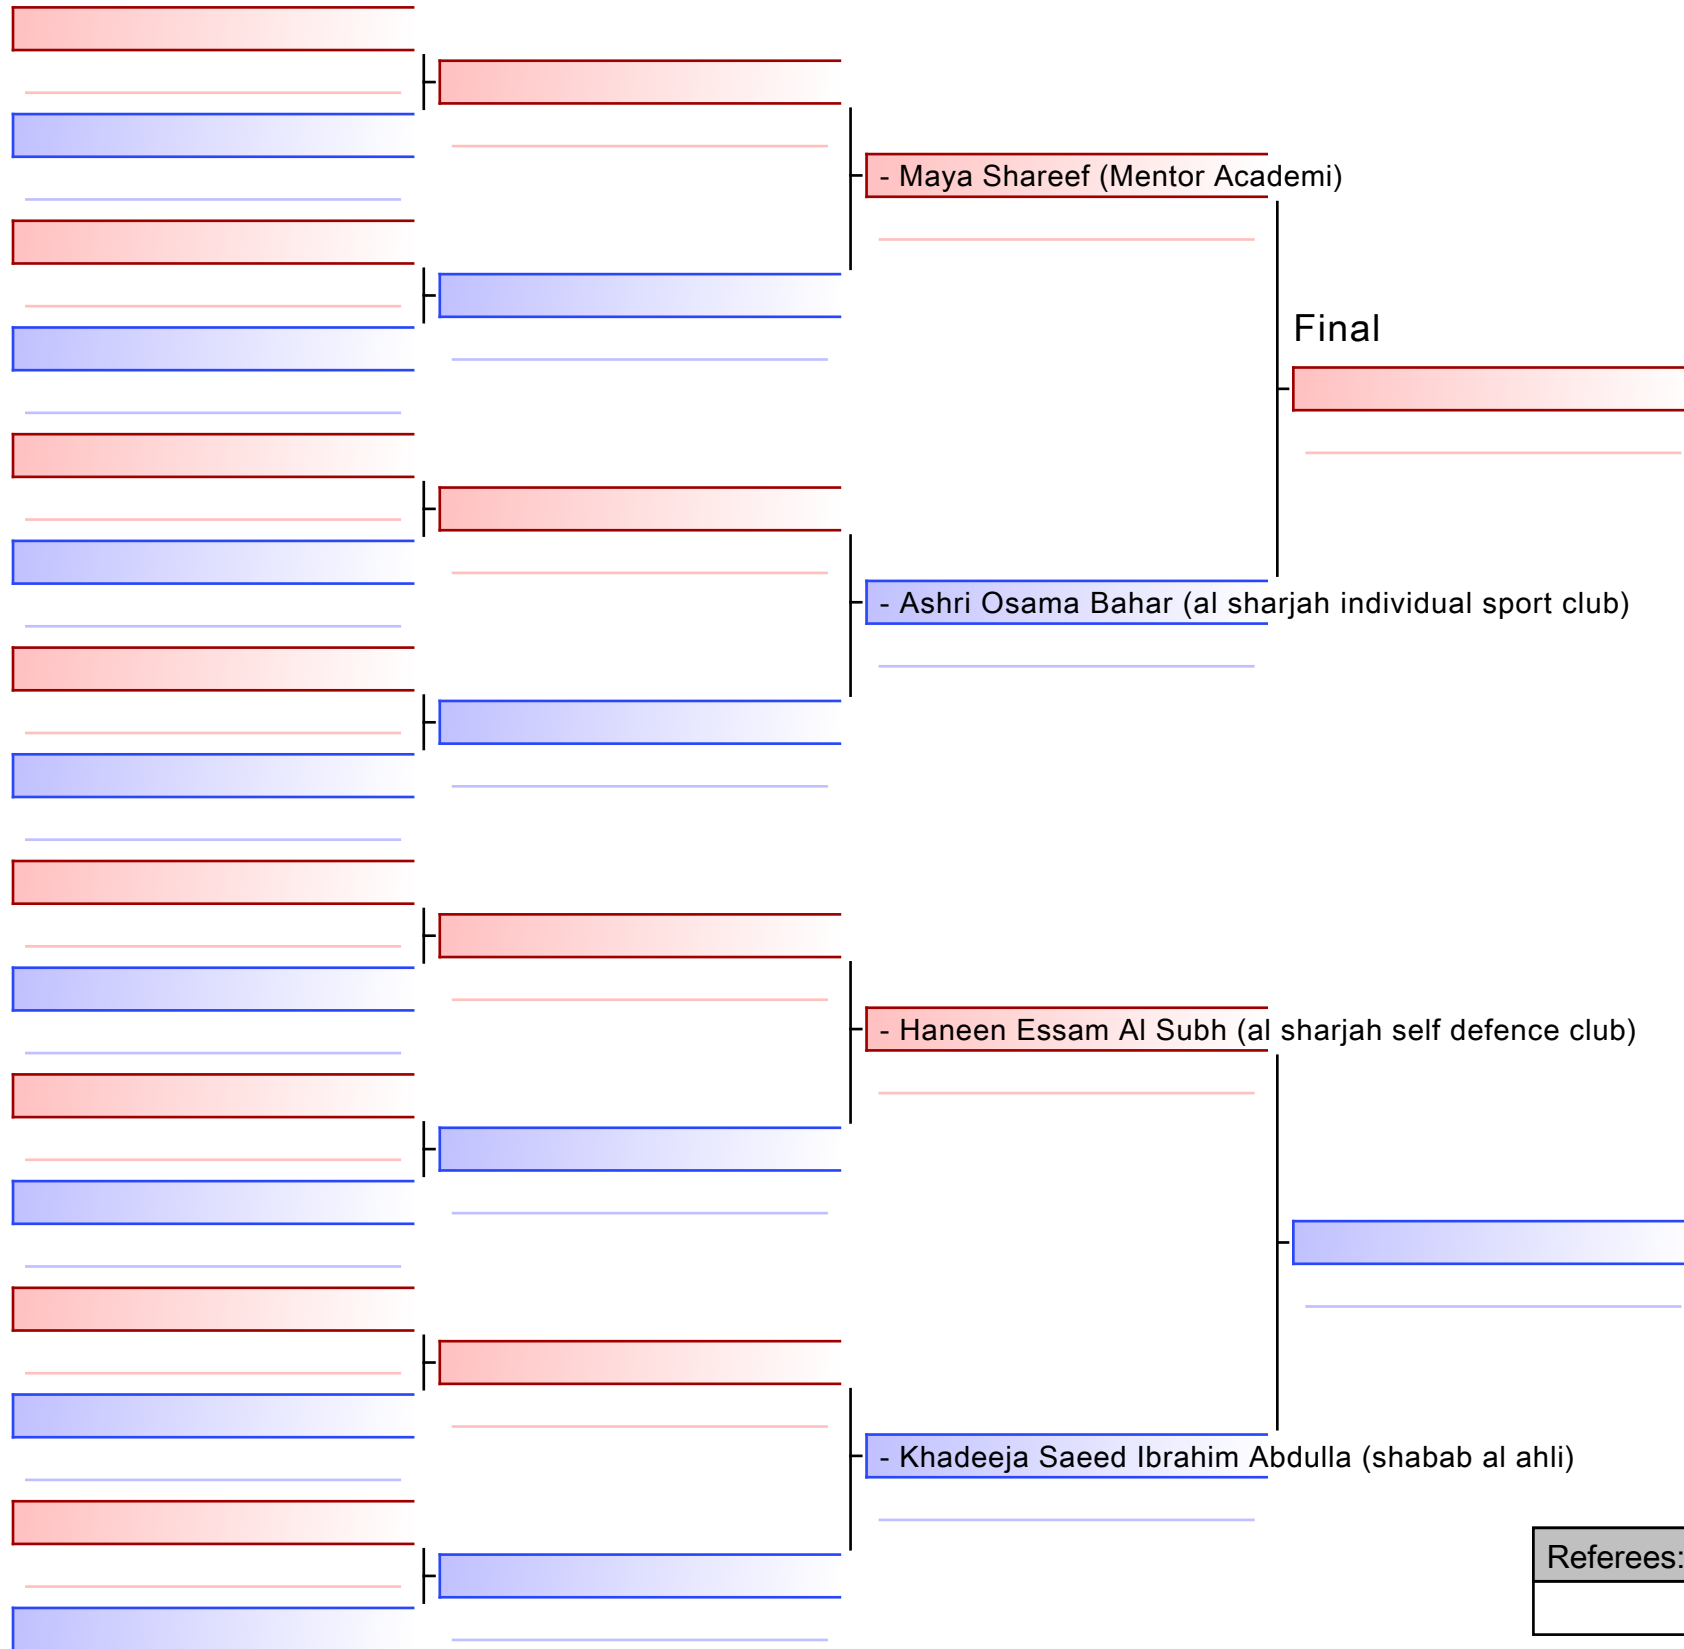 - Maya Shareef (Mentor Academi)
Final
- Ashri Osama Bahar (al sharjah individual sport club)
- Haneen Essam Al Subh (al sharjah self defence club)
- Khadeeja Saeed Ibrahim Abdulla (shabab al ahli)
Referees: